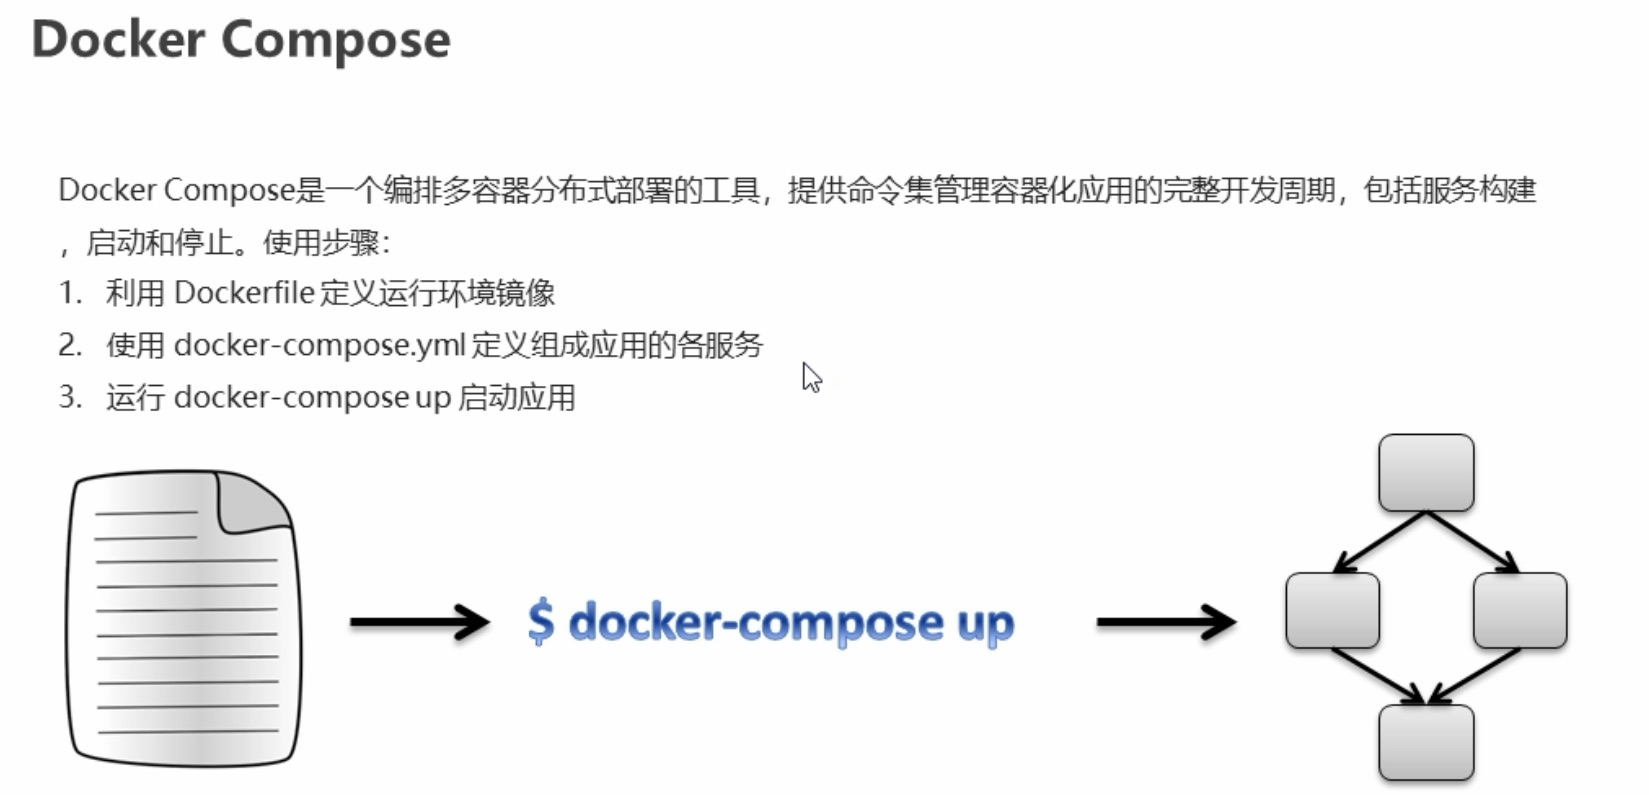 Docker Compose
Docker Compose是一个编排多容器分布式部署的工具，提供命令集管理容器化应用的完整开发周期，包括服务构建
，启动和停止。使用步骤：
1. 利用 Dockerfile 定义运行环境镜像
2. 使用 docker-compose.yml 定义组成应用的各服务
3. 运行 docker-compose up 启动应用
$ docker-compose up